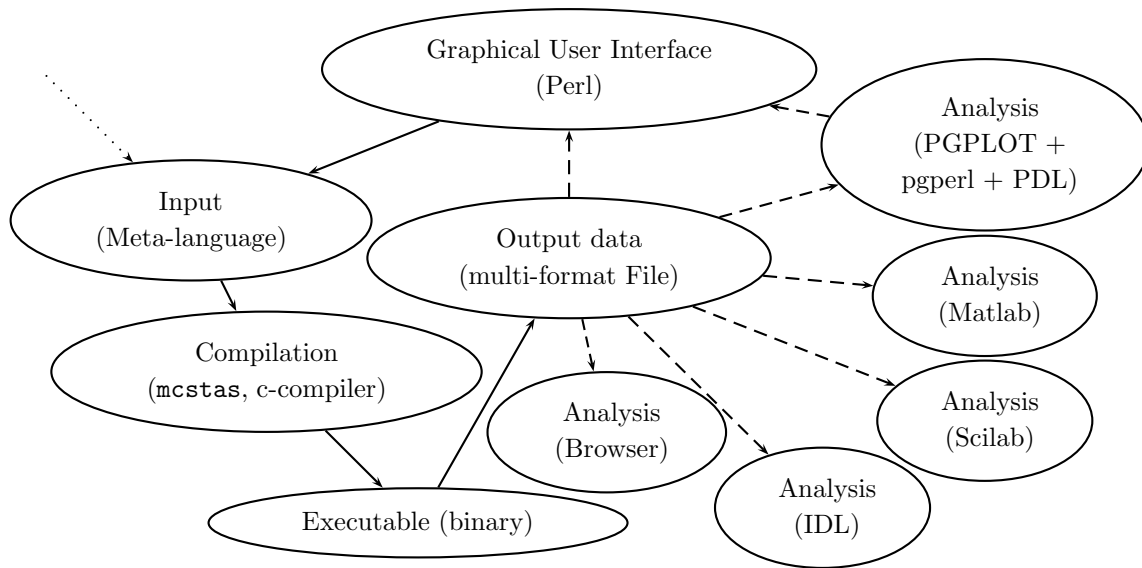 Graphical User Interface
(Perl)
Analysis
(PGPLOT +
pgperl + PDL)
Input
(Meta-language)
Output data
(multi-format File)
Analysis
(Matlab)
Compilation
(mcstas, c-compiler)
Analysis
(Scilab)
Analysis
(Browser)
Analysis
(IDL)
Executable (binary)